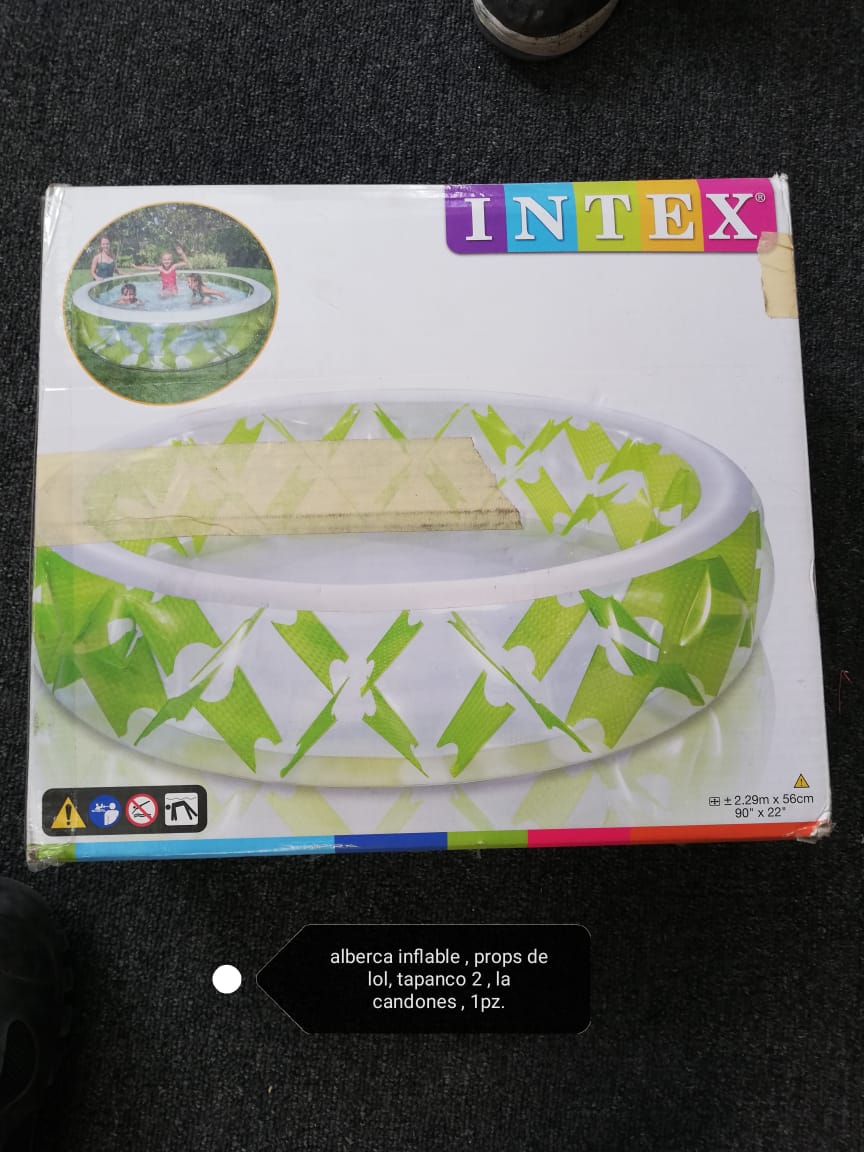 INTEX®
± 2.29m x 56cm
90" x 22"
alberca inflable , props de
lol, tapanco 2 , la
candones , 1pz.